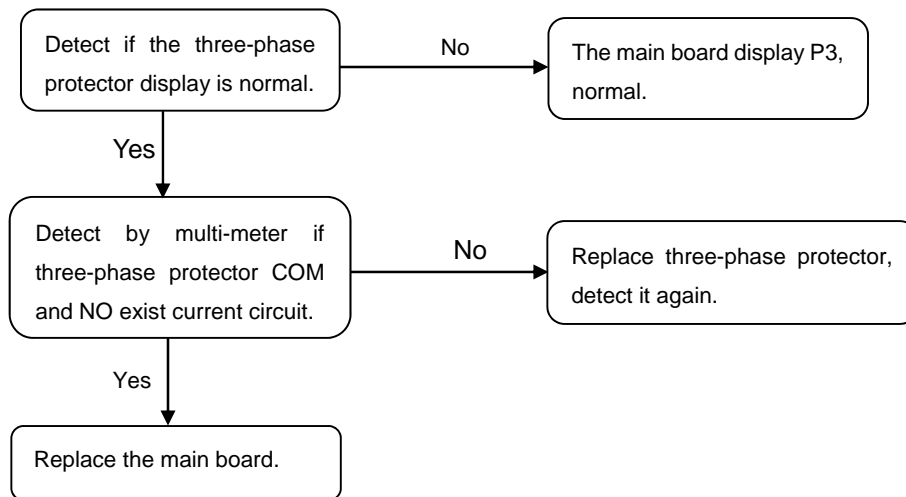 Detect if the three-phase
protector display is normal.
No
The main board display P3,
normal.
Yes
Detect by multi-meter if
three-phase protector COM
and NO exist current circuit.
No
Replace three-phase protector,
detect it again.
Yes
Replace the main board.